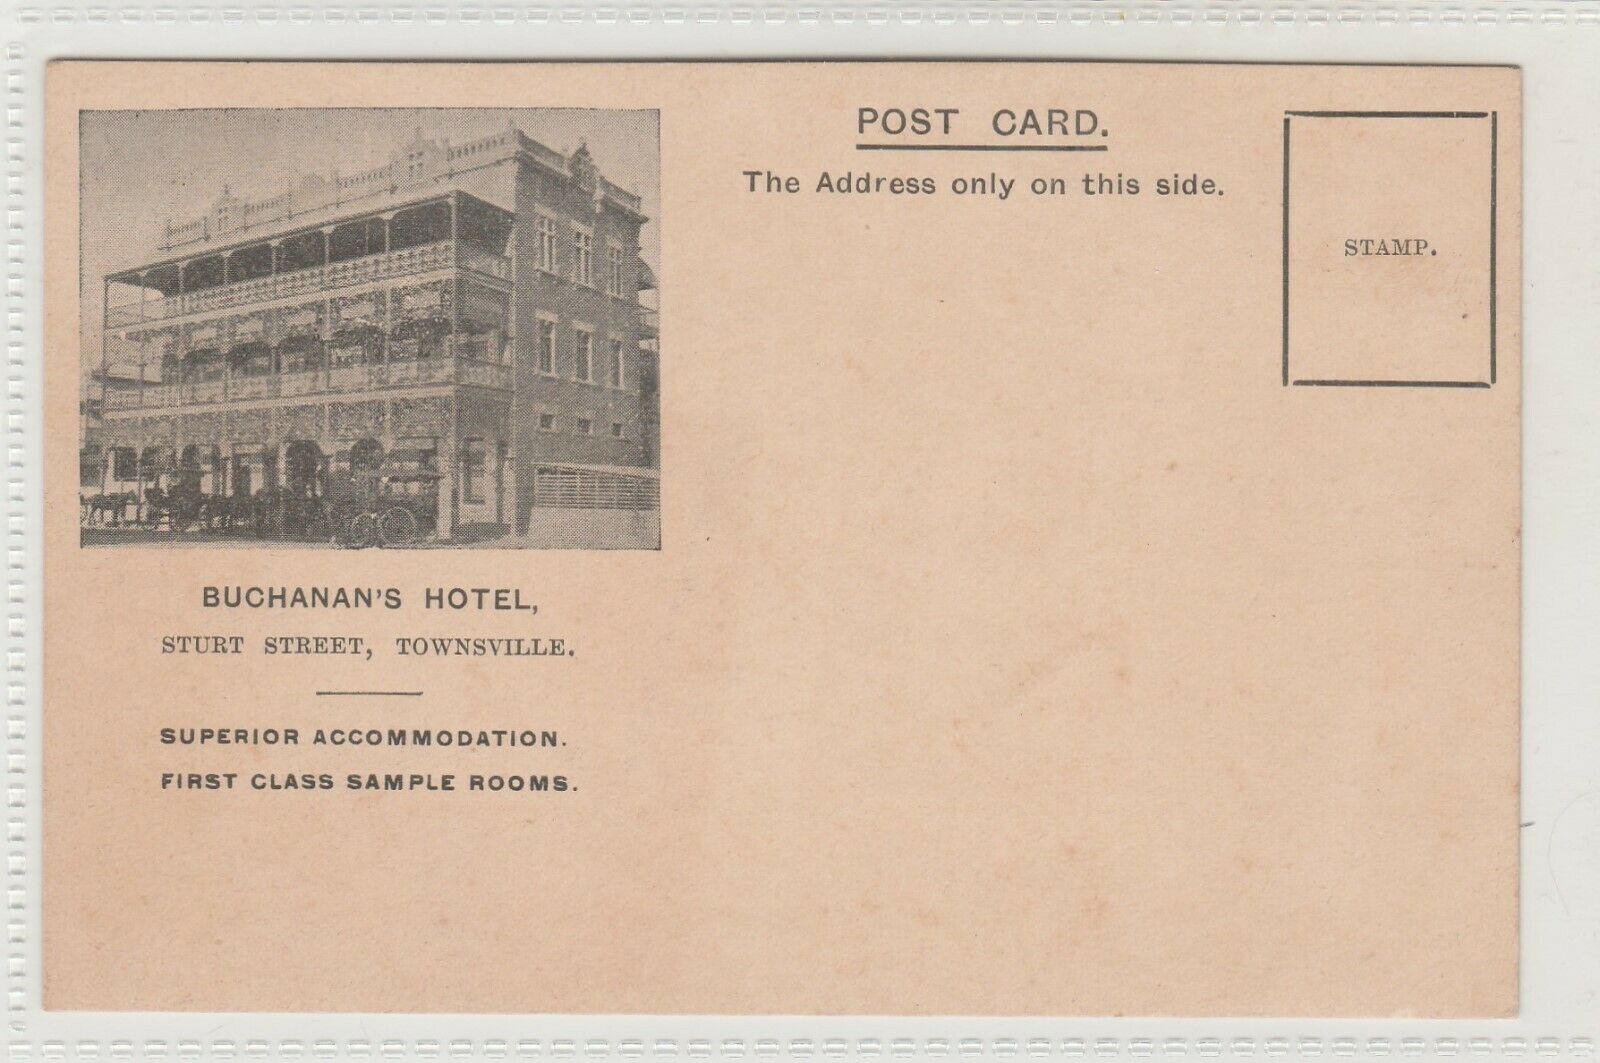 POST CARD.
The Address only on this side.
STAMP.
BUCHANAN'S HOTEL,
STURT STREET, TOWNSVILLE.
SUPERIOR ACCOMMODATION.
FIRST CLASS SAMPLE ROOMS.